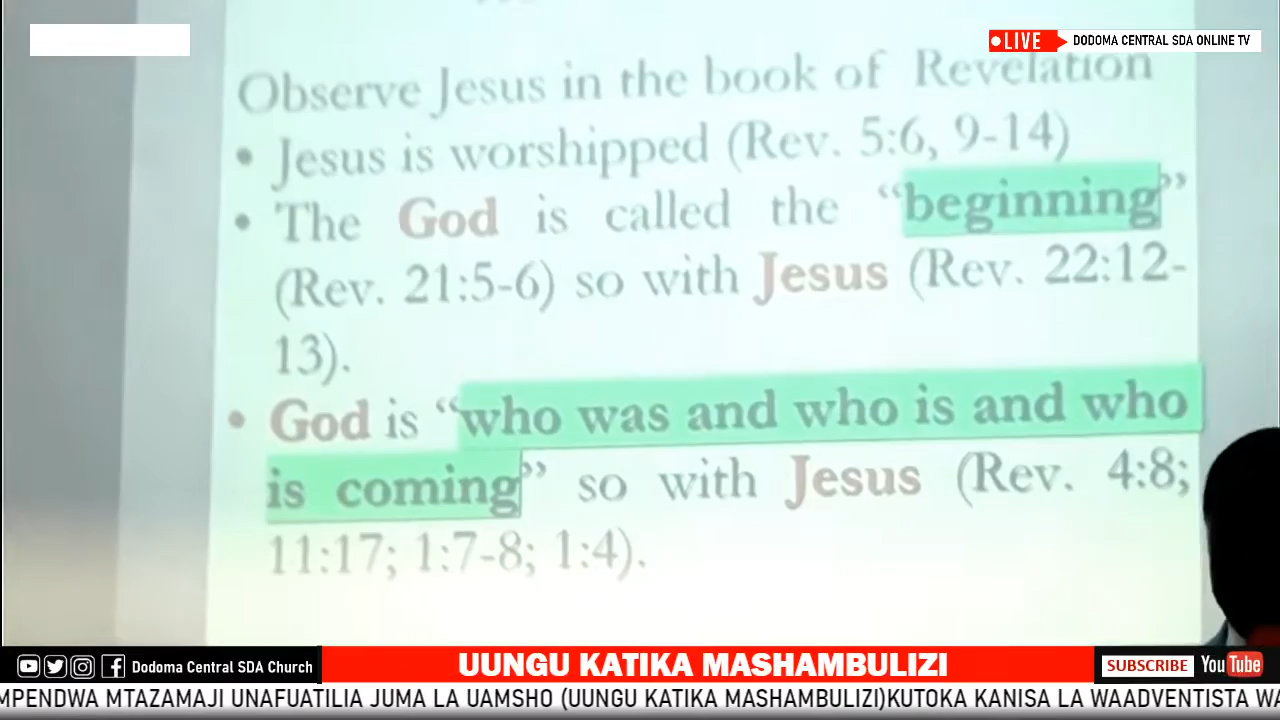 LIVE DODOMA CENTRAL SDA ONLINE TV
Observe Jesus in the book of Revelation
• Jesus is worshipped (Rev. 5:6, 9-14)
• The God is called the “beginning”
(Rev. 21:5-6) so with Jesus (Rev. 22:12-
13).
• God is “who was and who is and who
is coming” so with Jesus (Rev. 4:8;
11:17; 1:7-8; 1:4).
Dodoma Central SDA Church
UUNGU KATIKA MASHAMBULIZI
SUBSCRIBE YouTube
MPENDWA MTAZAMAJI UNAFUATILIA JUMA LA UAMSHO (UUNGU KATIKA MASHAMBULIZI)KUTOKA KANISA LA WAADVENTISTA